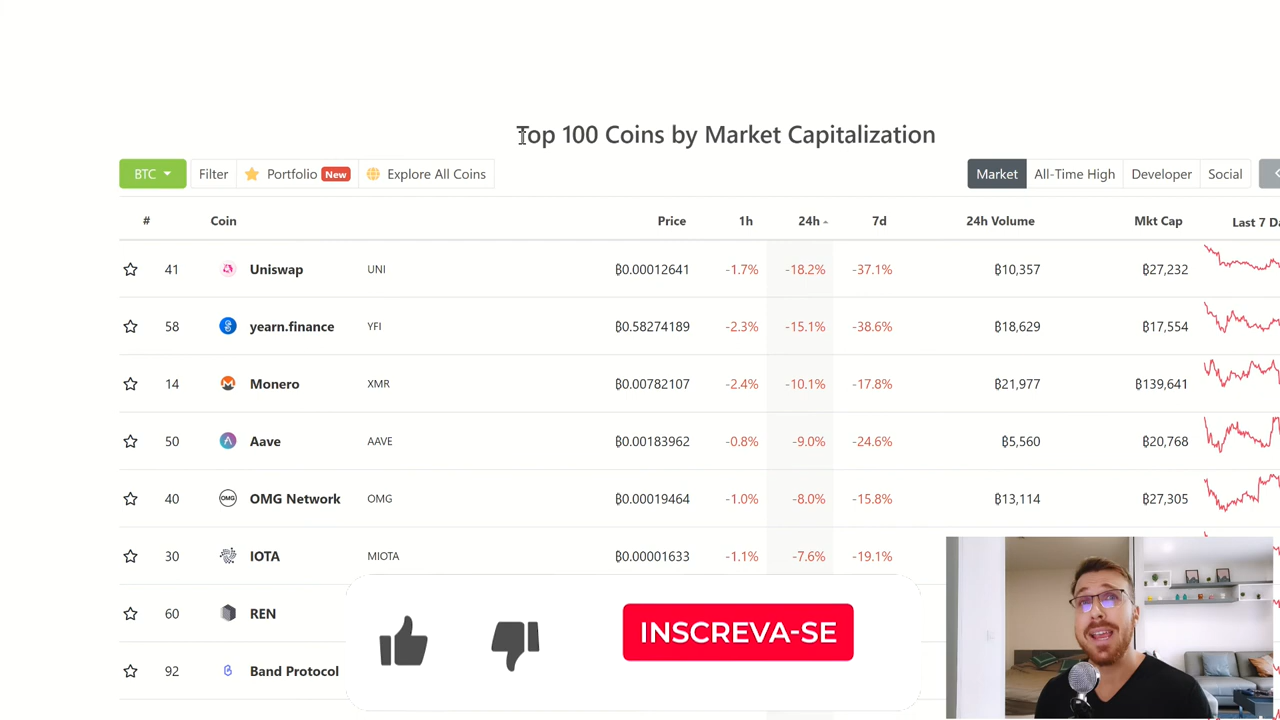 Top 100 Coins by Market Capitalization
BTC Filter Portfolio New Explore All Coins Market All-Time High Developer Social
# Coin Price 1h 24h 7d 24h Volume Mkt Cap Last 7
41 Uniswap UNI ₿0.00012641 -1.7% -18.2% -37.1% ₿10,357 ₿27,232
58 yearn.finance YFI ₿0.58274189 -2.3% -15.1% -38.6% ₿18,629 ₿17,554
14 Monero XMR ₿0.00782107 -2.4% -10.1% -17.8% ₿21,977 ₿139,641
50 Aave AAVE ₿0.00183962 -0.8% -9.0% -24.6% ₿5,560 ₿20,768
40 OMG OMG Network OMG ₿0.00019464 -1.0% -8.0% -15.8% ₿13,114 ₿27,305
30 IOTA MIOTA ₿0.00001633 -1.1% -7.6% -19.1%
60 REN
92 Band Protocol
INSCREVA-SE